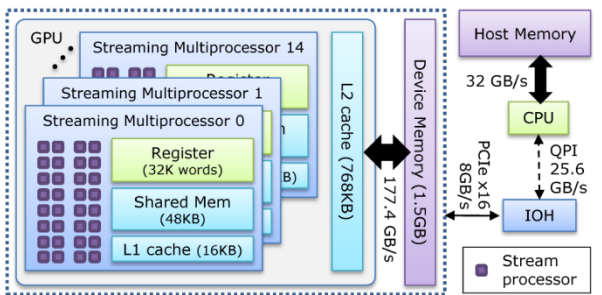 GPU
Streaming Multiprocessor 14
Register
Streaming Multiprocessor 1
B)
Streaming Multiprocessor 0
Register
(32K words)
Shared Mem
(48KB)
L1 cache (16KB)
L2 cache (768KB)
177.4 GB/s
Device Memory (1.5GB)
Host Memory
32 GB/s
CPU
QPI
25.6
GB/s
PCIe x16
8GB/s
IOH
Stream
processor